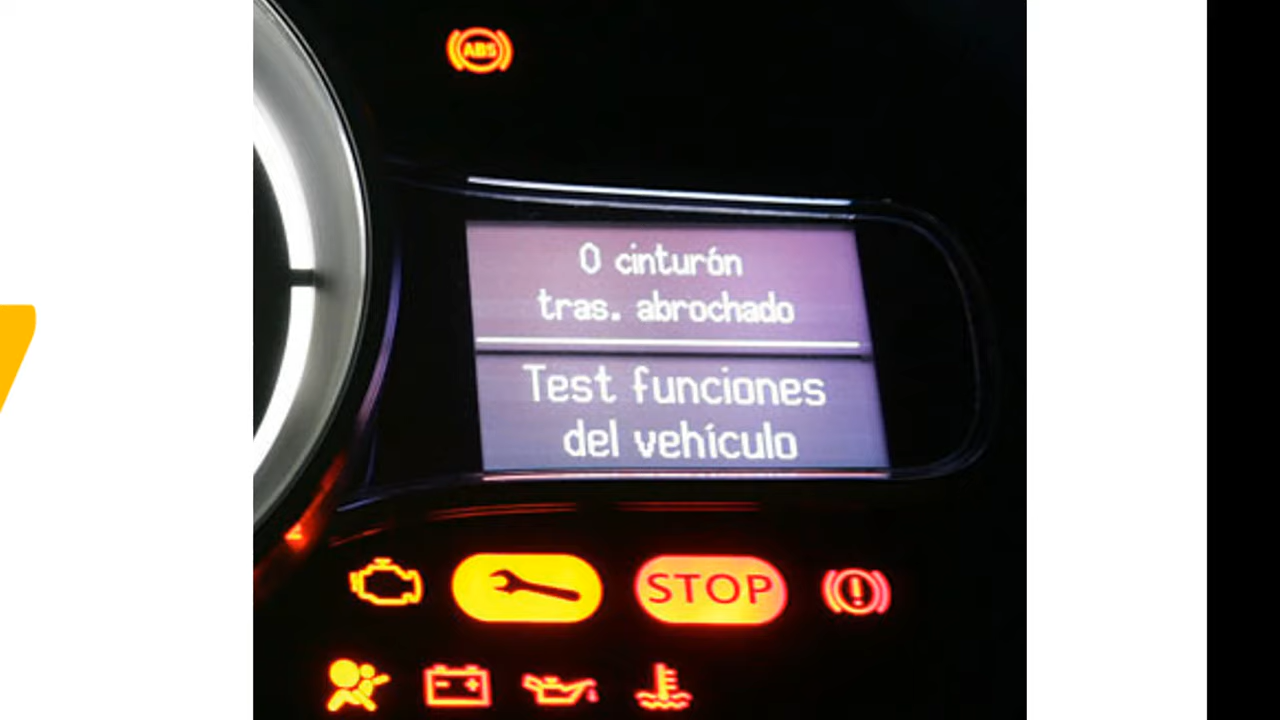 ABS
0 cinturón
tras. abrochado
Test funciones
del vehículo
STOP